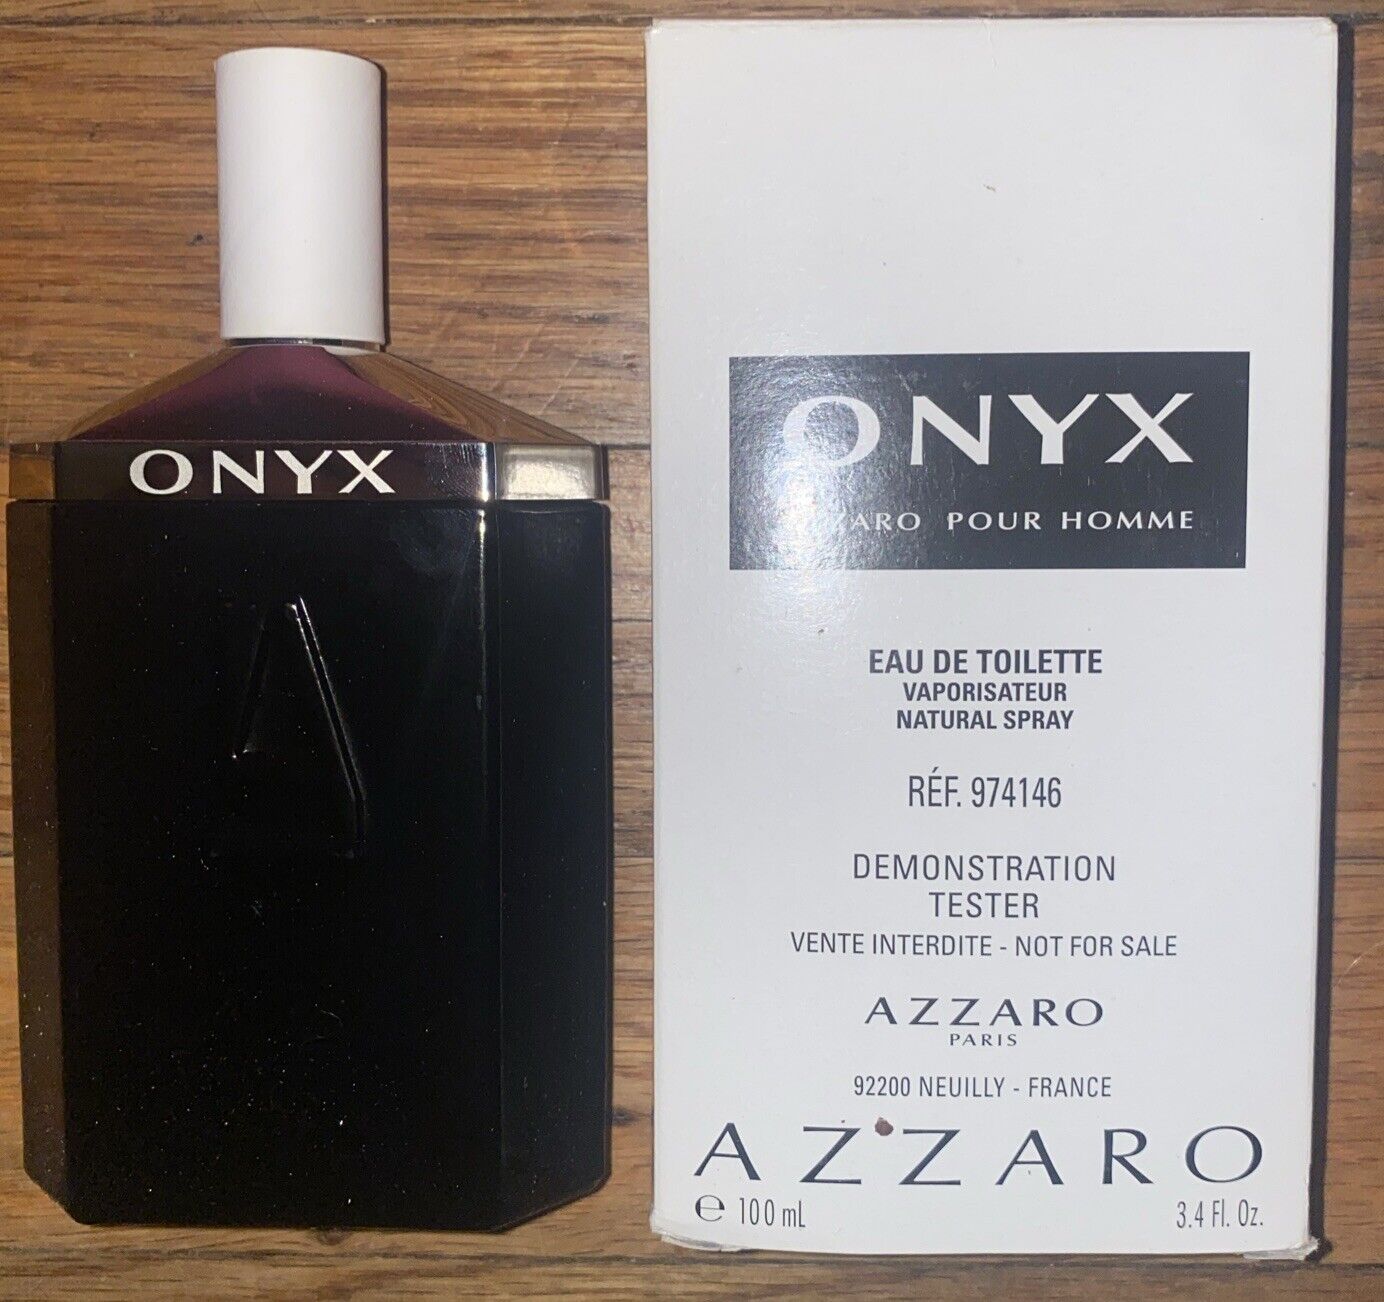 ONYX
A
ONYX
POUR HOMME
EAU DE TOILETTE
VAPORISATEUR
NATURAL SPRAY
RÉF. 974146
DEMONSTRATION
TESTER
VENTE INTERDITE - NOT FOR SALE
AZZARO
PARIS
92200 NEUILLY - FRANCE
AZZARO
e 100 mL
3.4 Fl. Oz.